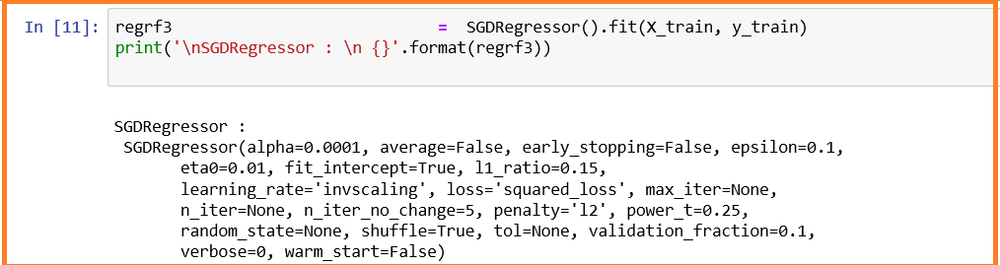 In [11]: regrf3 = SGDRegressor().fit(X_train, y_train)
print('\nSGDRegressor : \n {}'.format(regrf3))
SGDRegressor :
SGDRegressor(alpha=0.0001, average=False, early_stopping=False, epsilon=0.1,
eta0=0.01, fit_intercept=True, l1_ratio=0.15,
learning_rate='invscaling', loss='squared_loss', max_iter=None,
n_iter=None, n_iter_no_change=5, penalty='l2', power_t=0.25,
random_state=None, shuffle=True, tol=None, validation_fraction=0.1,
verbose=0, warm_start=False)